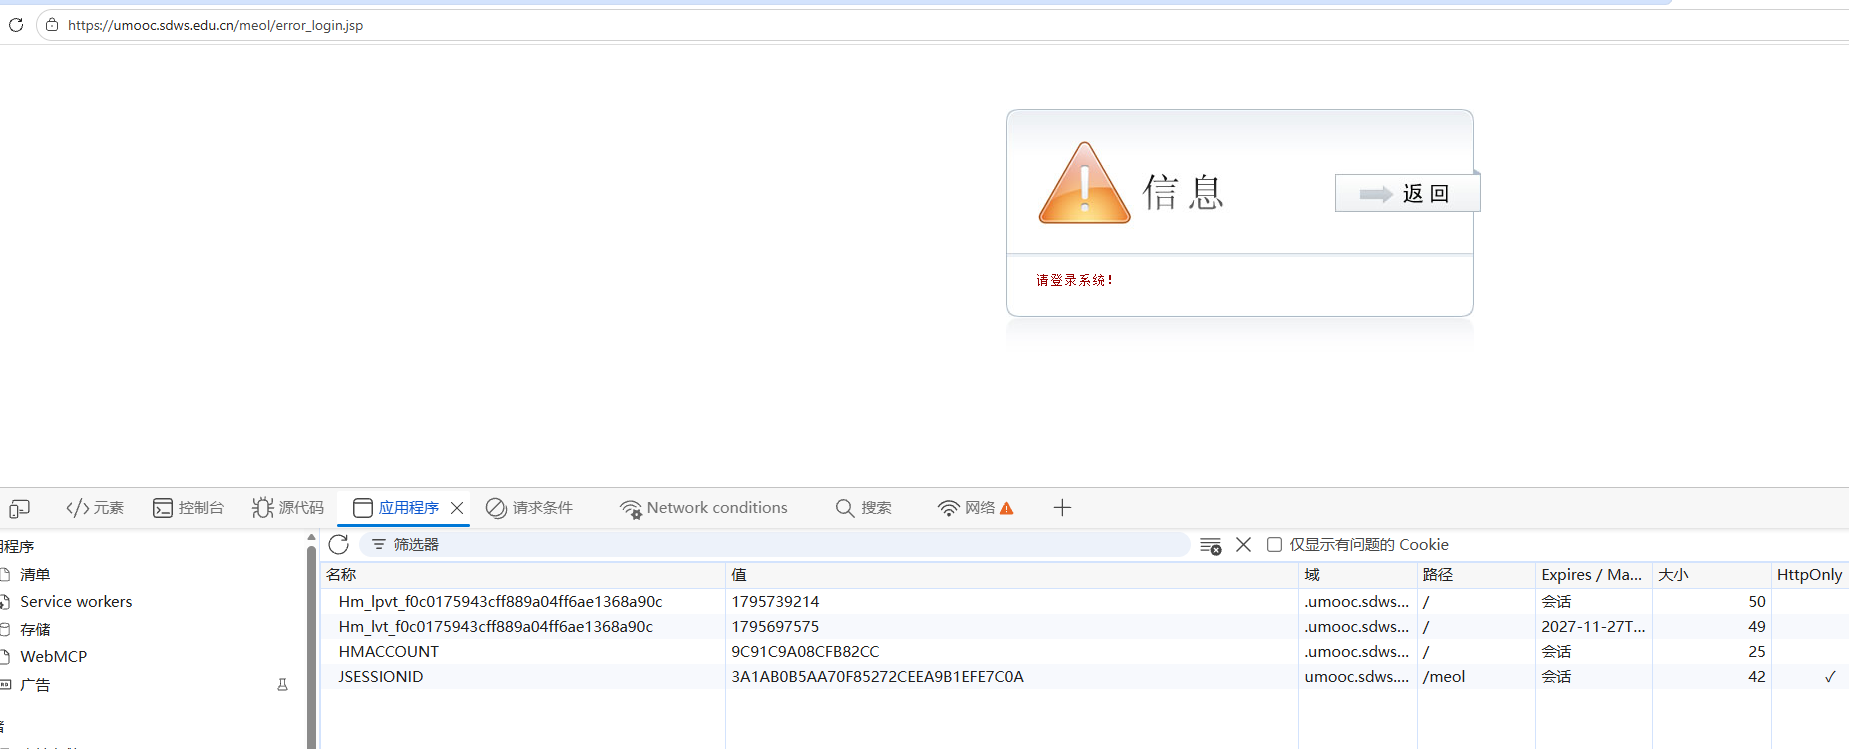 https://umooc.sdws.edu.cn/meol/error_login.jsp
信息
返回
请登录系统!
元素 控制台 源代码 应用程序 请求条件 Network conditions 搜索 网络
用程序
清单
Service workers
存储
WebMCP
广告
筛选器 仅显示有问题的 Cookie
名称 值 域 路径 Expires / Ma... 大小 HttpOnly
Hm_lpvt_f0c0175943cff889a04ff6ae1368a90c 1795739214 .umooc.sdws... / 会话 50
Hm_lvt_f0c0175943cff889a04ff6ae1368a90c 1795697575 .umooc.sdws... / 2027-11-27T... 49
HMACCOUNT 9C91C9A08CFB82CC .umooc.sdws... / 会话 25
JSESSIONID 3A1AB0B5AA70F85272CEEA9B1EFE7C0A umooc.sdws.... /meol 会话 42 ✓